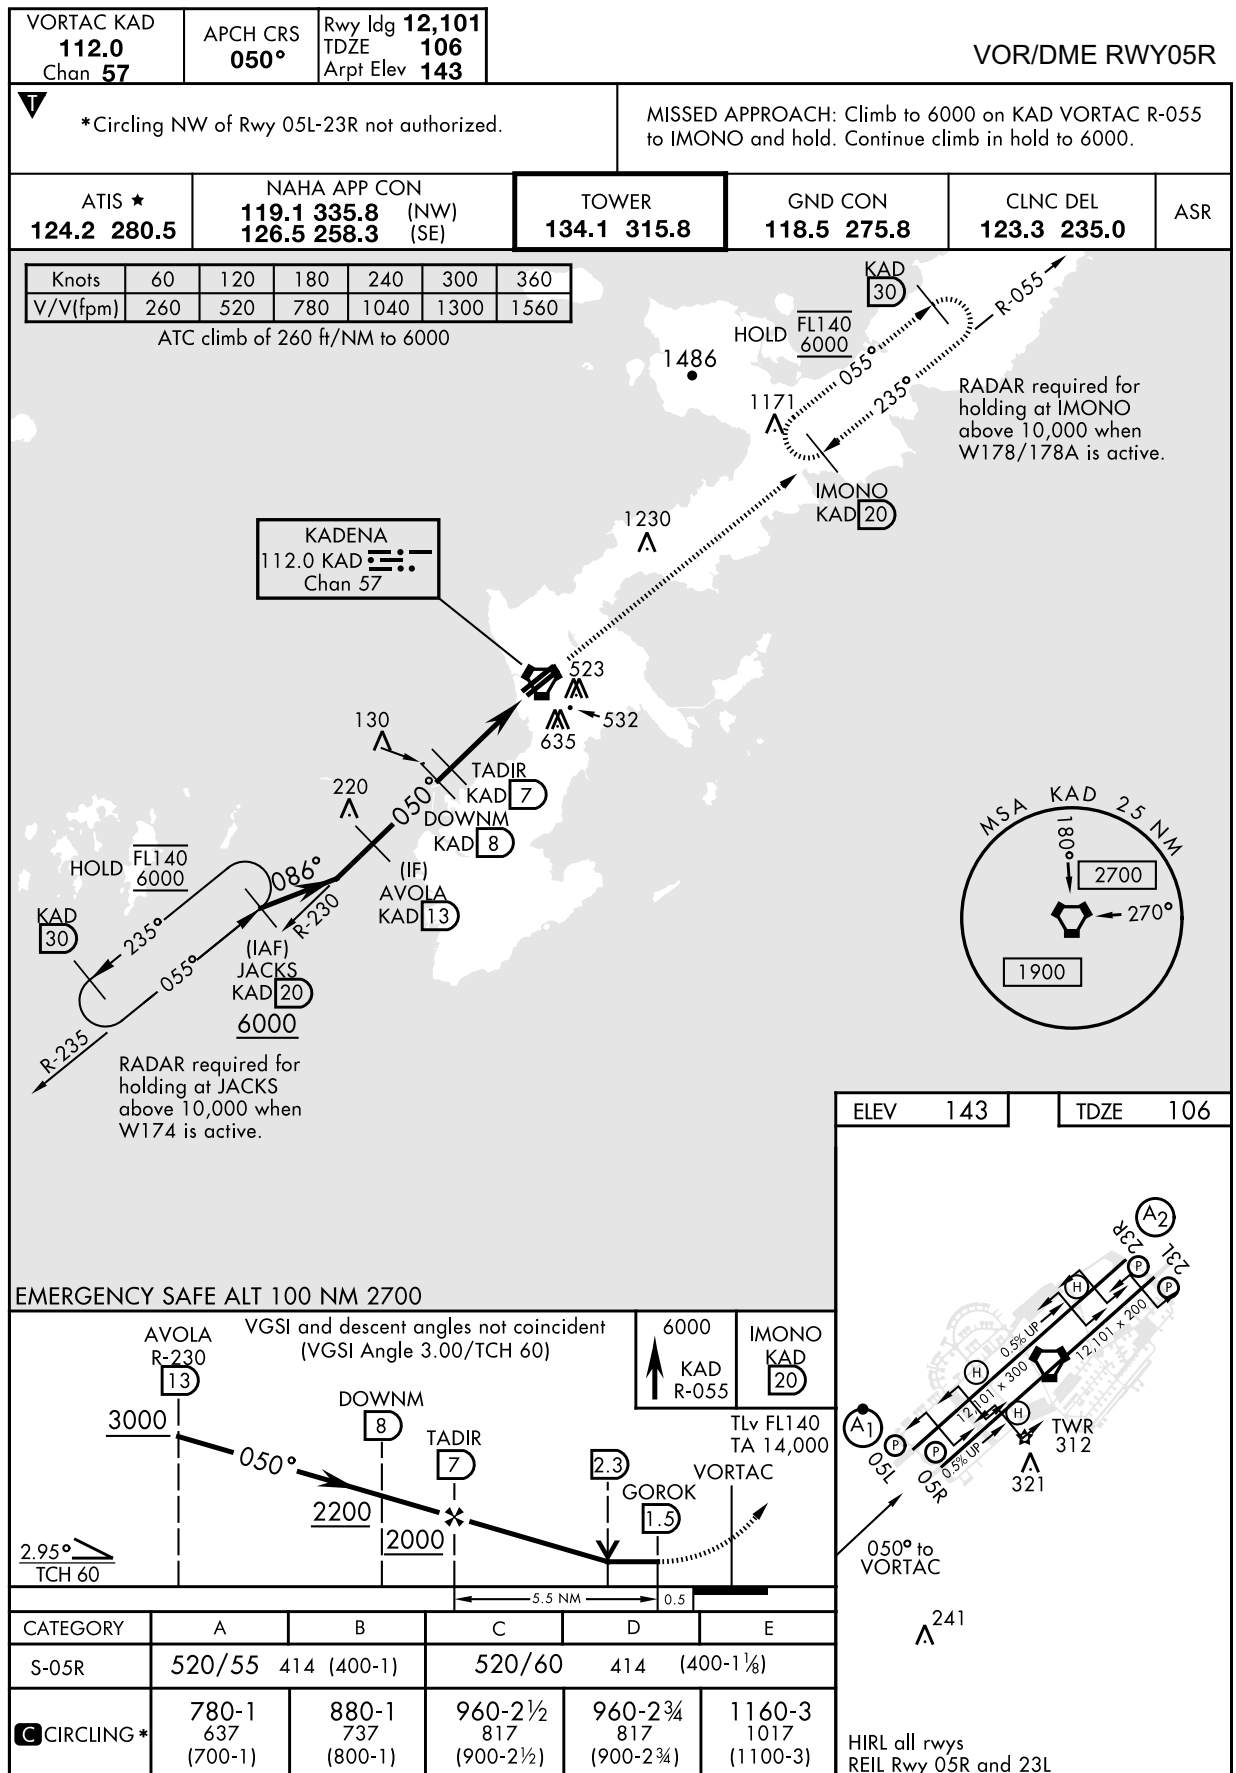 VORTAC KAD
112.0
Chan 57
APCH CRS
050°
Rwy ldg 12,101
TDZE 106
Arpt Elev 143
VOR/DME RWY05R
T
*Circling NW of Rwy 05L-23R not authorized.
MISSED APPROACH: Climb to 6000 on KAD VORTAC R-055
to IMONO and hold. Continue climb in hold to 6000.
ATIS ★
124.2 280.5
NAHA APP CON
119.1 335.8 (NW)
126.5 258.3 (SE)
TOWER
134.1 315.8
GND CON
118.5 275.8
CLNC DEL
123.3 235.0
ASR
Knots 60 120 180 240 300 360
V/V(fpm) 260 520 780 1040 1300 1560
ATC climb of 260 ft/NM to 6000
KAD
30
R-055
HOLD
FL140
6000
055°
235°
1486
1171
RADAR required for
holding at IMONO
above 10,000 when
W178/178A is active.
IMONO
KAD 20
1230
KADENA
112.0 KAD
Chan 57
523
532
635
130
TADIR
KAD 7
220
050°
DOWNM
KAD 8
HOLD
FL140
6000
086°
(IF)
AVOLA
KAD 13
R-230
KAD
30
235°
055°
(IAF)
JACKS
KAD 20
6000
R-235
RADAR required for
holding at JACKS
above 10,000 when
W174 is active.
MSA KAD 25 NM
180°
2700
270°
1900
ELEV 143
TDZE 106
A2
23R
23L
P
P
H
0.5% UP
12,101 x 200
H
12,101 x 300
H
A1
P
P
05L
05R
0.5% UP
TWR
312
321
050° to
VORTAC
241
HIRL all rwys
REIL Rwy 05R and 23L
EMERGENCY SAFE ALT 100 NM 2700
VGSI and descent angles not coincident
(VGSI Angle 3.00/TCH 60)
6000
KAD
R-055
IMONO
KAD
20
AVOLA
R-230
13
DOWNM
8
TADIR
7
3000
050°
2200
2000
2.3
GOROK
1.5
TLv FL140
TA 14,000
VORTAC
2.95°
TCH 60
5.5 NM
0.5
CATEGORY A B C D E
S-05R 520/55 414 (400-1) 520/60 414 (400-1⅛)
C CIRCLING*
780-1 880-1 960-2½ 960-2¾ 1160-3
637 737 817 817 1017
(700-1) (800-1) (900-2½) (900-2¾) (1100-3)